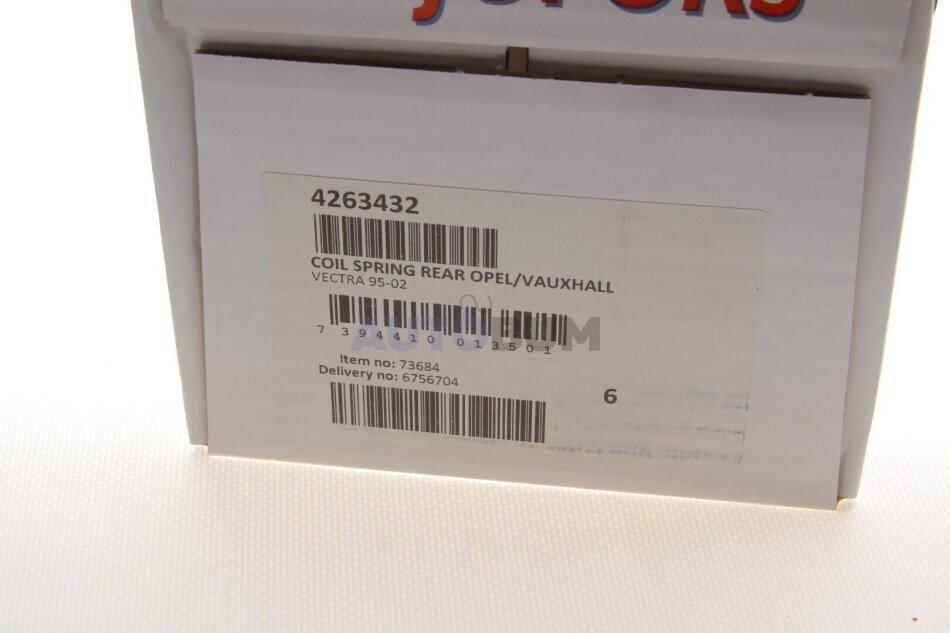 4263432
COIL SPRING REAR OPEL/VAUXHALL
VECTRA 95-02
7 394410 013501
AUTOBUM
Item no: 73684
Delivery no: 6756704
6